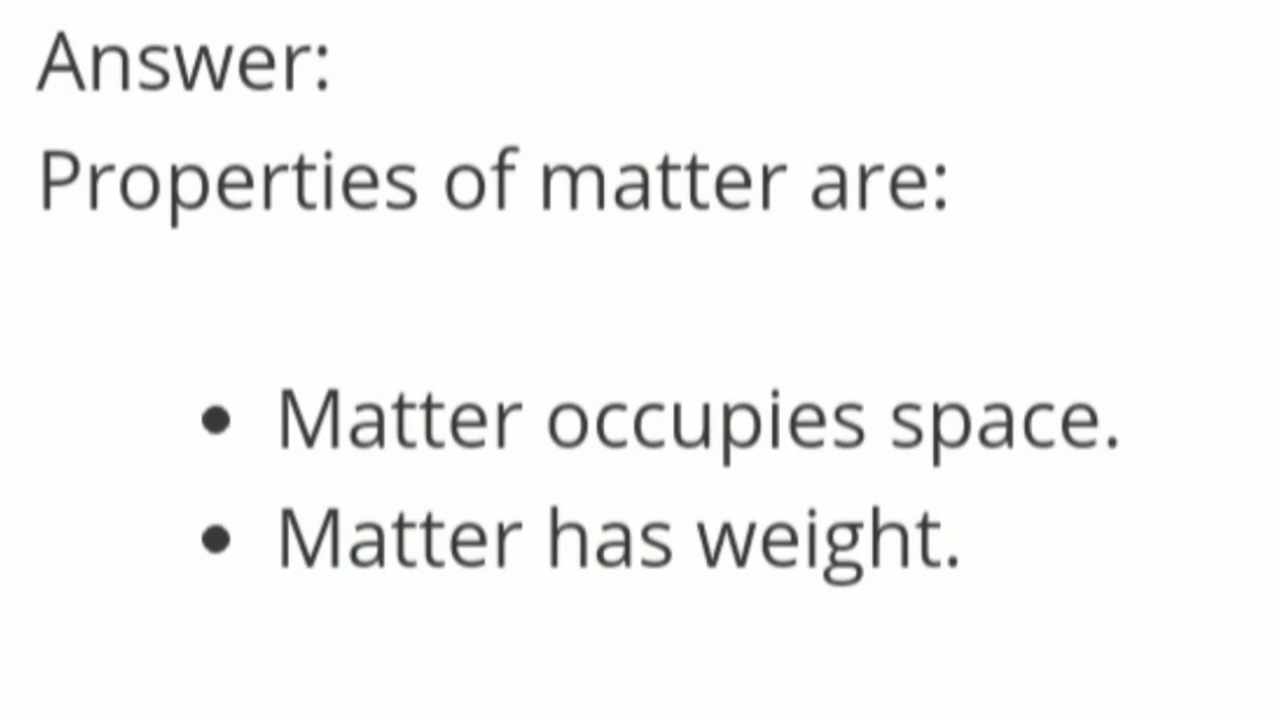 Answer:
Properties of matter are:
• Matter occupies space.
• Matter has weight.